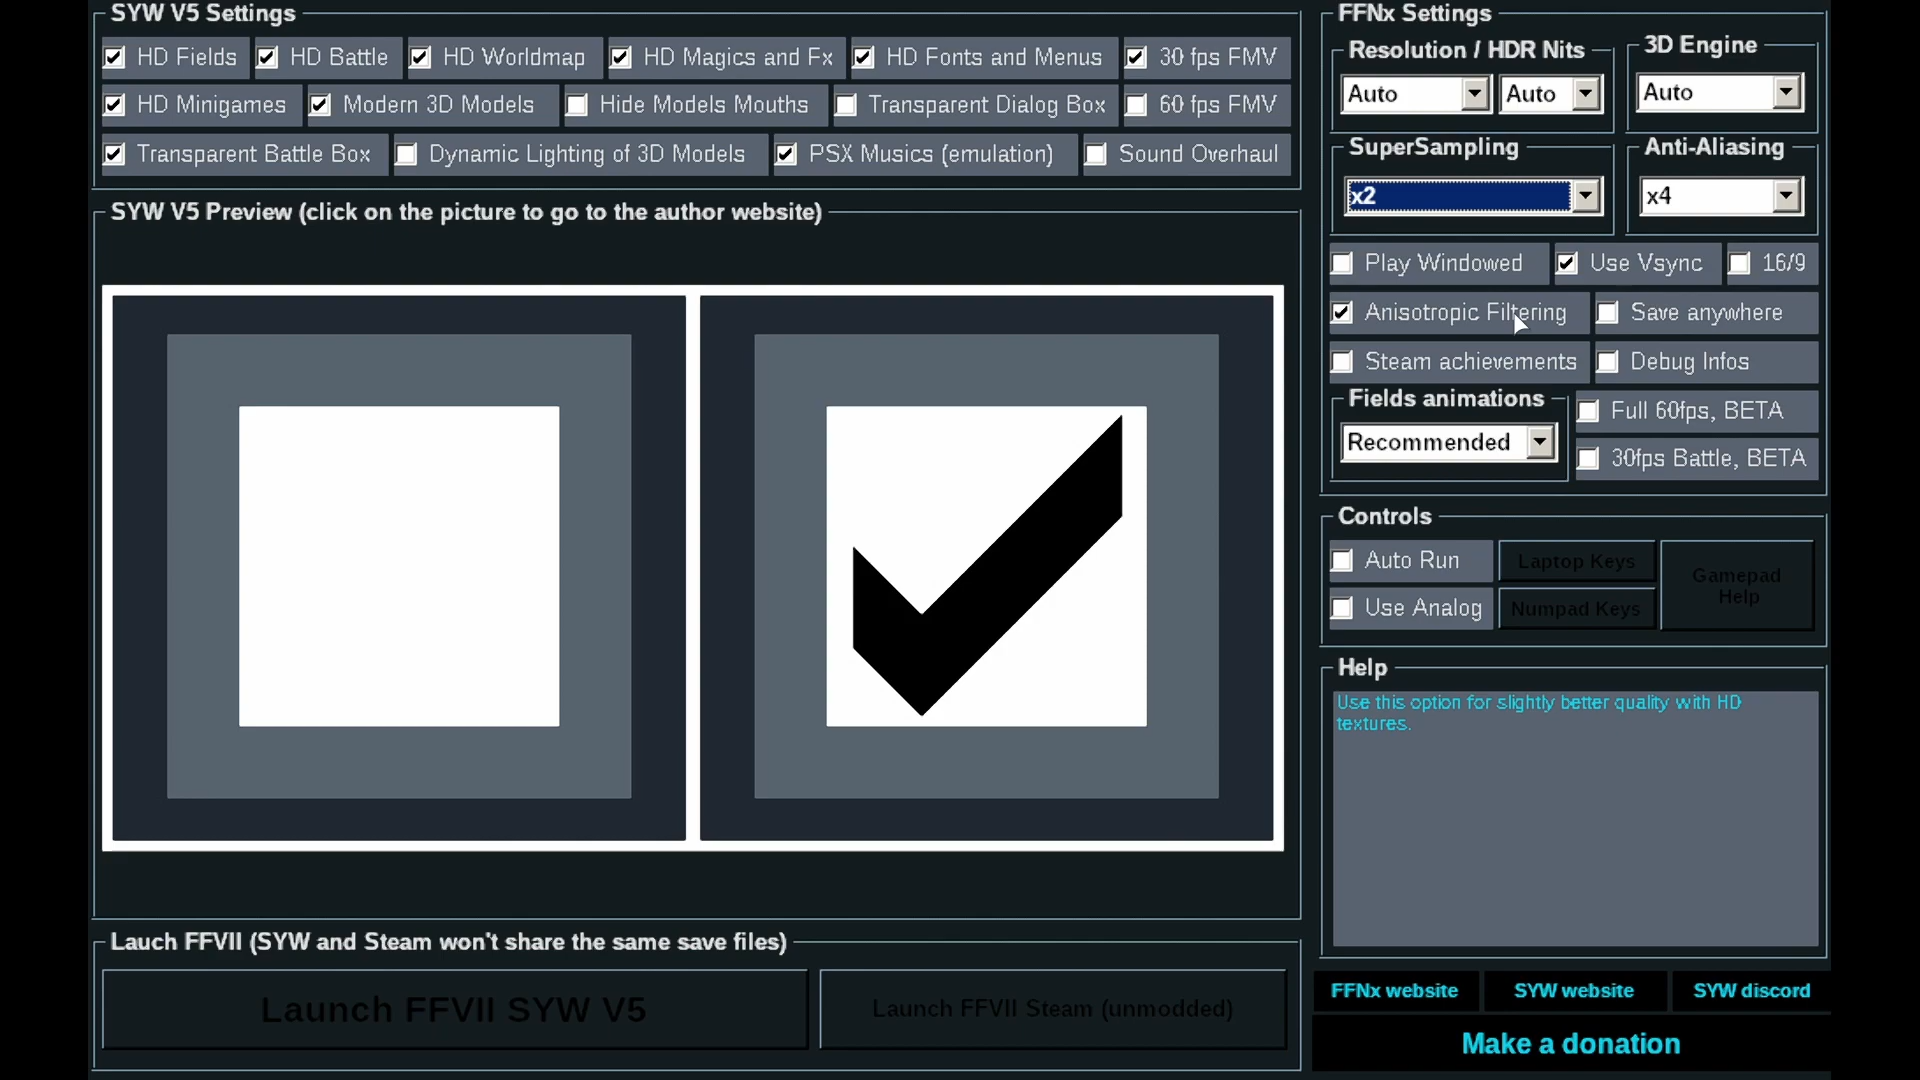 SYW V5 Settings
HD Fields
HD Battle
HD Worldmap
HD Magics and Fx
HD Fonts and Menus
30 fps FMV
HD Minigames
Modern 3D Models
Hide Models Mouths
Transparent Dialog Box
60 fps FMV
Transparent Battle Box
Dynamic Lighting of 3D Models
PSX Musics (emulation)
Sound Overhaul
SYW V5 Preview (click on the picture to go to the author website)
Lauch FFVII (SYW and Steam won't share the same save files)
Launch FFVII SYW V5
Launch FFVII Steam (unmodded)
FFNx Settings
Resolution / HDR Nits
Auto
Auto
3D Engine
Auto
SuperSampling
x2
Anti-Aliasing
x4
Play Windowed
Use Vsync
16/9
Anisotropic Filtering
Save anywhere
Steam achievements
Debug Infos
Fields animations
Recommended
Full 60fps, BETA
30fps Battle, BETA
Controls
Auto Run
Laptop Keys
Gamepad
Help
Use Analog
Numpad Keys
Help
Use this option for slightly better quality with HD
textures.
FFNx website
SYW website
SYW discord
Make a donation